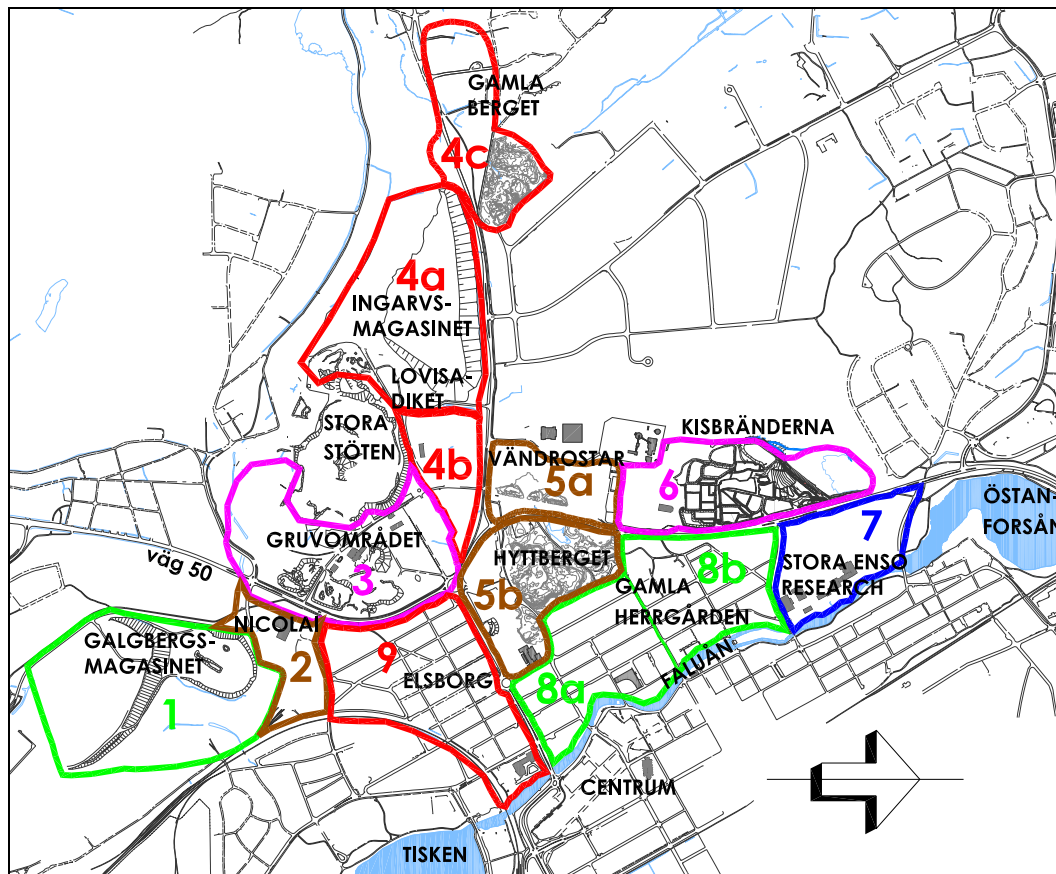 GAMLA
BERGET
4c
4a
INGARVS-
MAGASINET
LOVISA-
DIKET
STORA
STÖTEN
4b
KISBRÄNDERNA
VÄNDROSTAR
5a
6
ÖSTAN-
FORSÅN
7
GRUVOMRÅDET
HYTTBERGET
STORA ENSO
RESEARCH
väg 50
3
5b
GAMLA
HERRGÅRDEN
8b
NICOLAI
GALGBERGS-
MAGASINET
2
9
ELSBORG
8a
FALUÅN
1
CENTRUM
TISKEN